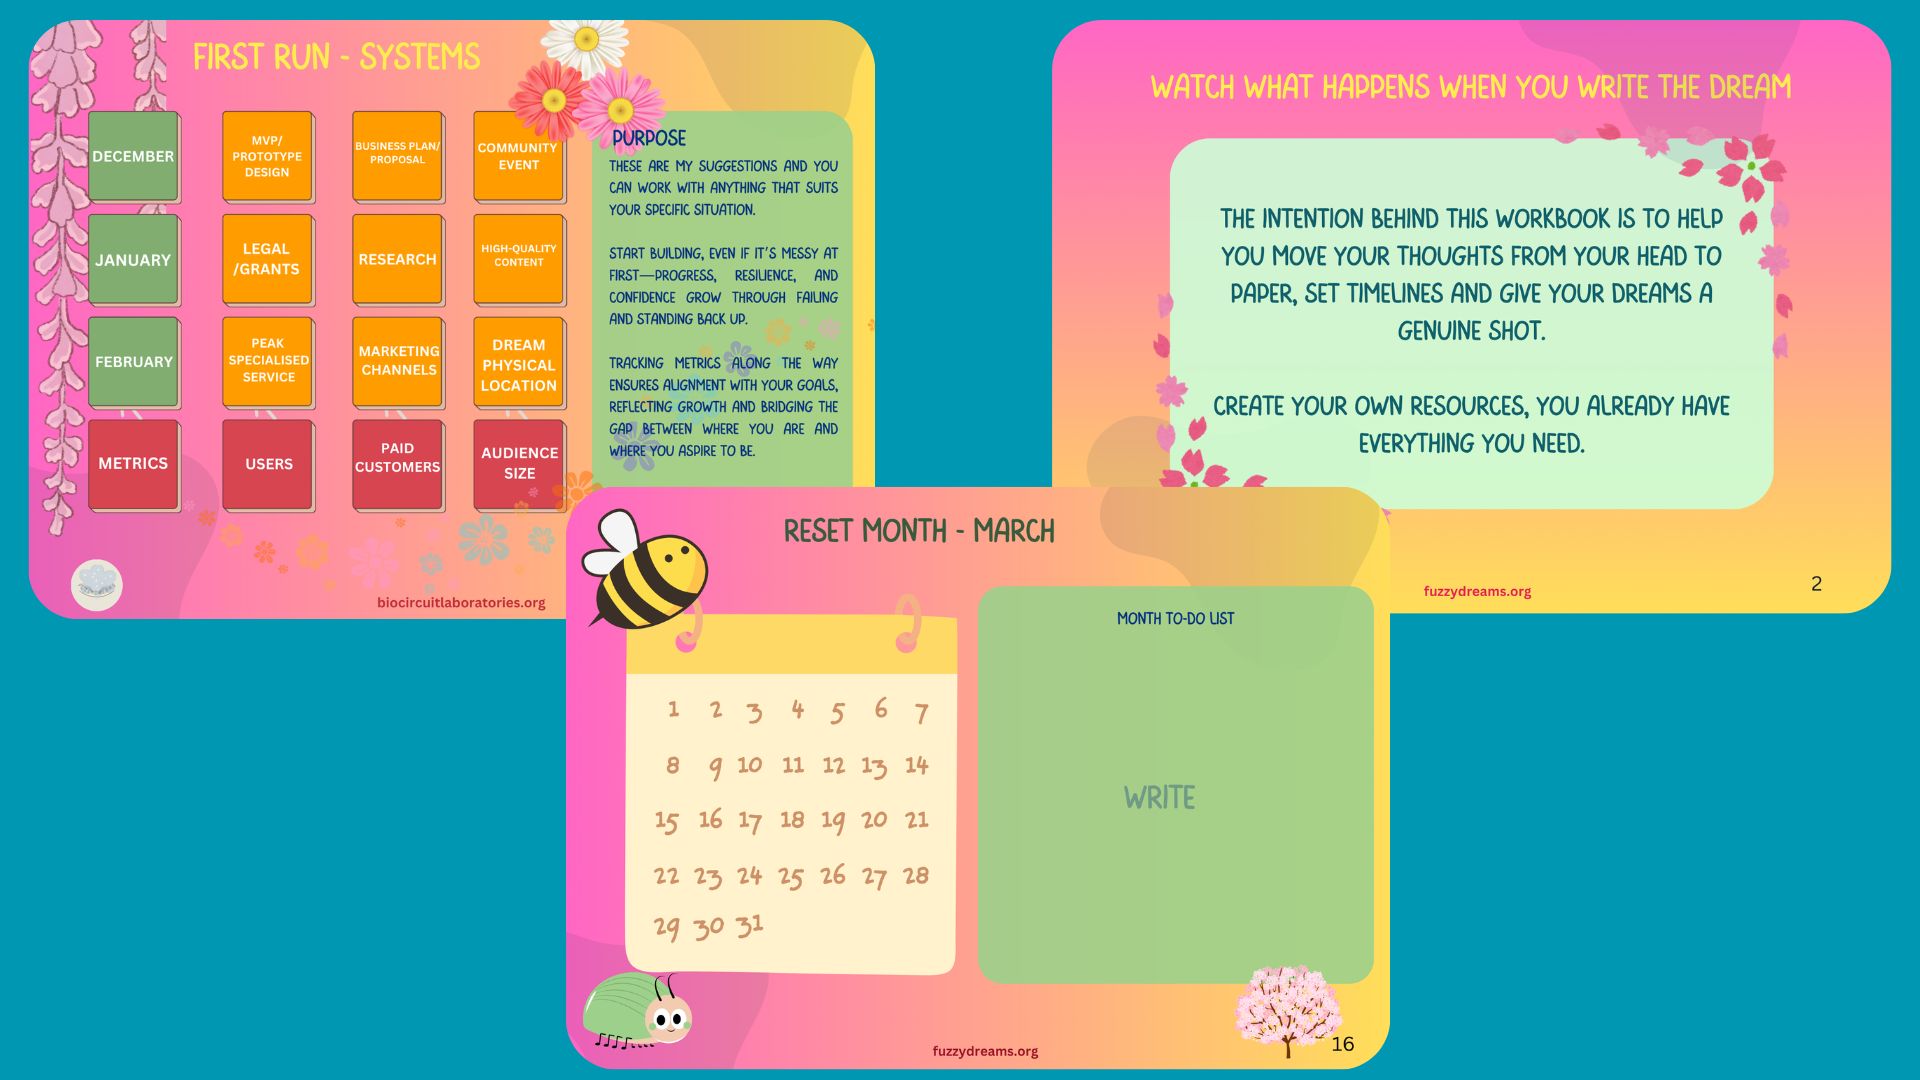 FIRST RUN - SYSTEMS
DECEMBER
MVP/
PROTOTYPE
DESIGN
BUSINESS PLAN/
PROPOSAL
COMMUNITY
EVENT
JANUARY
LEGAL
/GRANTS
RESEARCH
HIGH-QUALITY
CONTENT
FEBRUARY
PEAK
SPECIALISED
SERVICE
MARKETING
CHANNELS
DREAM
PHYSICAL
LOCATION
METRICS
USERS
PAID
CUSTOMERS
AUDIENCE
SIZE
PURPOSE
THESE ARE MY SUGGESTIONS AND YOU
CAN WORK WITH ANYTHING THAT SUITS
YOUR SPECIFIC SITUATION.
START BUILDING, EVEN IF IT'S MESSY AT
FIRST—PROGRESS, RESILIENCE, AND
CONFIDENCE GROW THROUGH FAILING
AND STANDING BACK UP.
TRACKING METRICS ALONG THE WAY
ENSURES ALIGNMENT WITH YOUR GOALS,
REFLECTING GROWTH AND BRIDGING THE
GAP BETWEEN WHERE YOU ARE AND
WHERE YOU ASPIRE TO BE.
biocircuitlaboratories.org
WATCH WHAT HAPPENS WHEN YOU WRITE THE DREAM
THE INTENTION BEHIND THIS WORKBOOK IS TO HELP
YOU MOVE YOUR THOUGHTS FROM YOUR HEAD TO
PAPER, SET TIMELINES AND GIVE YOUR DREAMS A
GENUINE SHOT.
CREATE YOUR OWN RESOURCES, YOU ALREADY HAVE
EVERYTHING YOU NEED.
fuzzydreams.org
2
RESET MONTH - MARCH
1 2 3 4 5 6 7
8 9 10 11 12 13 14
15 16 17 18 19 20 21
22 23 24 25 26 27 28
29 30 31
MONTH TO-DO LIST
WRITE
fuzzydreams.org
16